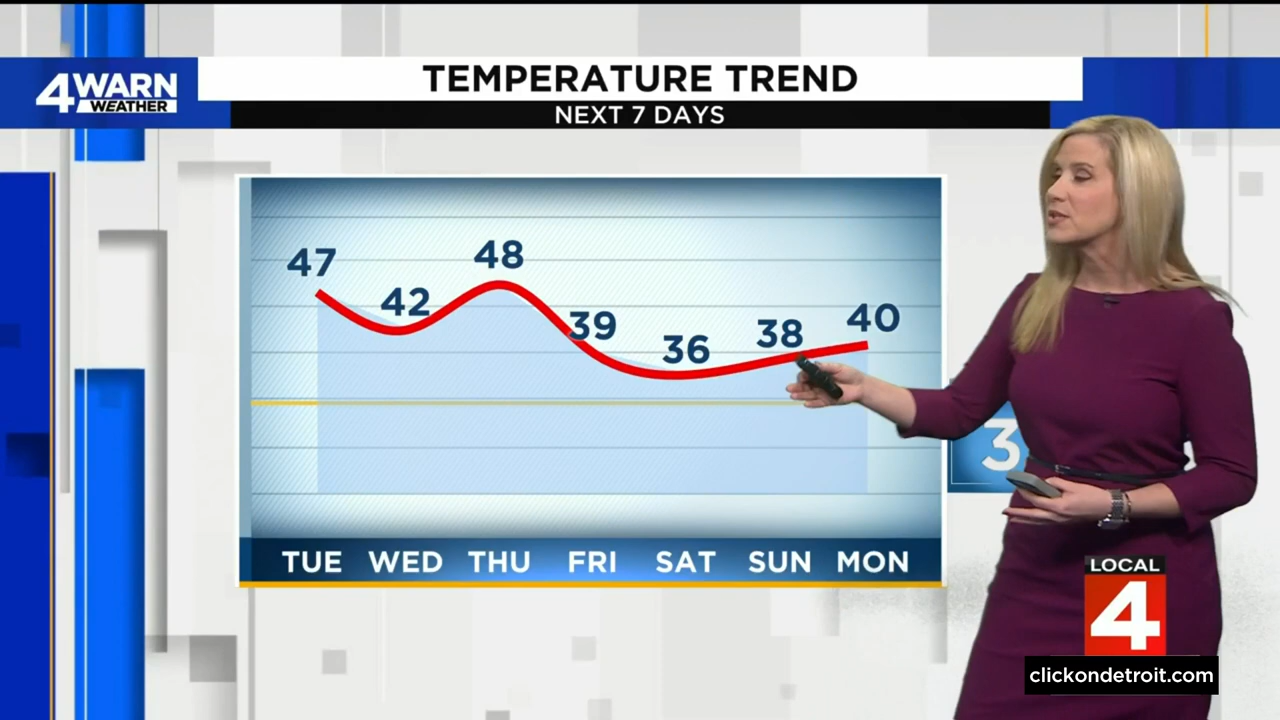 4WARN
WEATHER
TEMPERATURE TREND
NEXT 7 DAYS
47
42
48
39
36
38
40
3
TUE WED THU FRI SAT SUN MON
LOCAL
4
clickondetroit.com